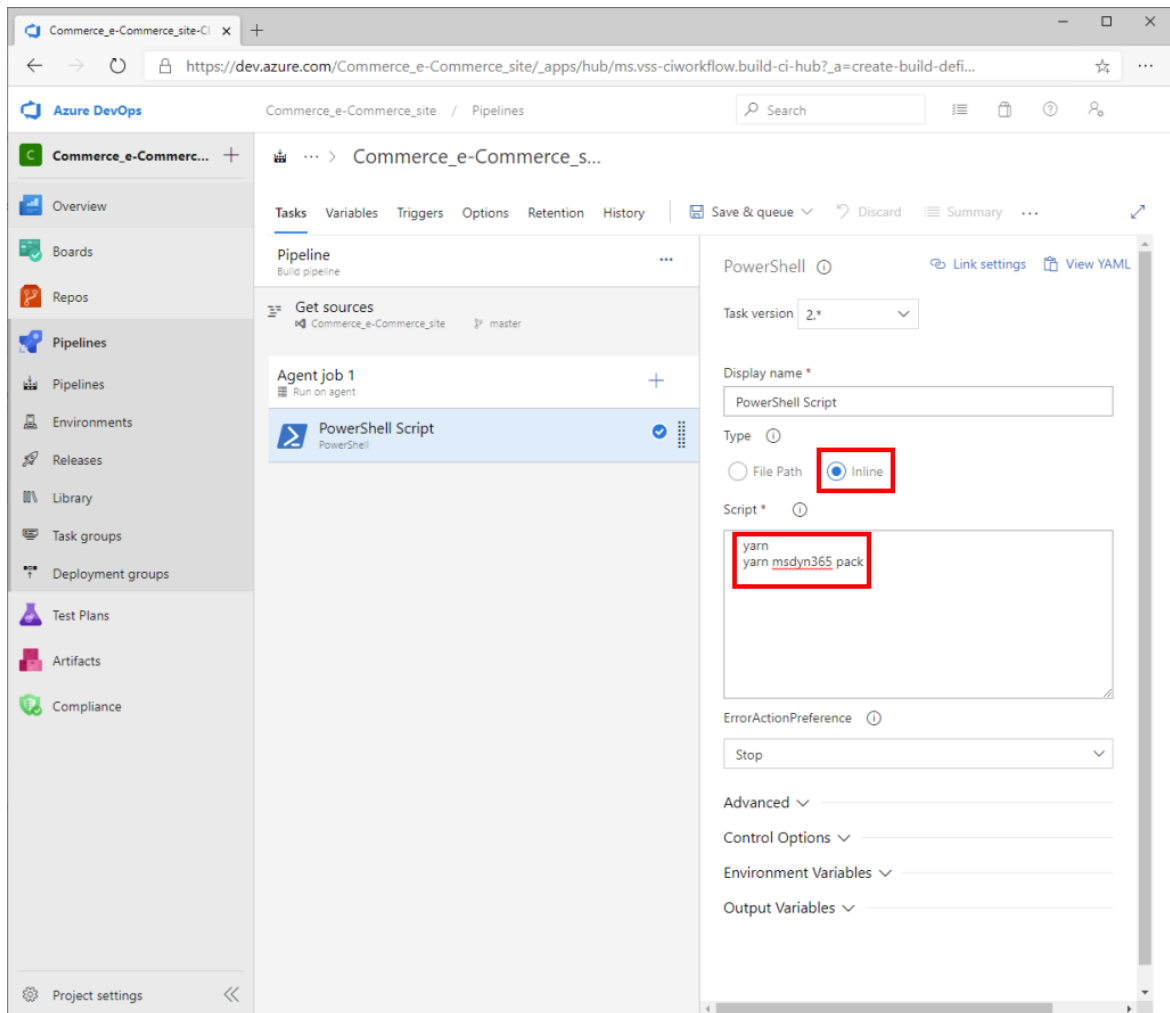 Commerce_e-Commerce_site-CI
https://dev.azure.com/Commerce_e-Commerce_site/_apps/hub/ms.vss-ciworkflow.build-ci-hub?_a=create-build-defi...
Azure DevOps
Commerce_e-Commerce_site / Pipelines
Search
C
Commerce_e-Commerc...
Overview
Boards
Repos
Pipelines
Pipelines
Environments
Releases
Library
Task groups
Deployment groups
Test Plans
Artifacts
Compliance
Project settings
... > Commerce_e-Commerce_s...
Tasks Variables Triggers Options Retention History Save & queue Discard Summary ...
Pipeline
Build pipeline
Get sources
Commerce_e-Commerce_site master
Agent job 1
Run on agent
PowerShell Script
PowerShell
PowerShell Link settings View YAML
Task version 2.*
Display name *
PowerShell Script
Type
File Path Inline
Script *
yarn
yarn msdyn365 pack
ErrorActionPreference
Stop
Advanced
Control Options
Environment Variables
Output Variables